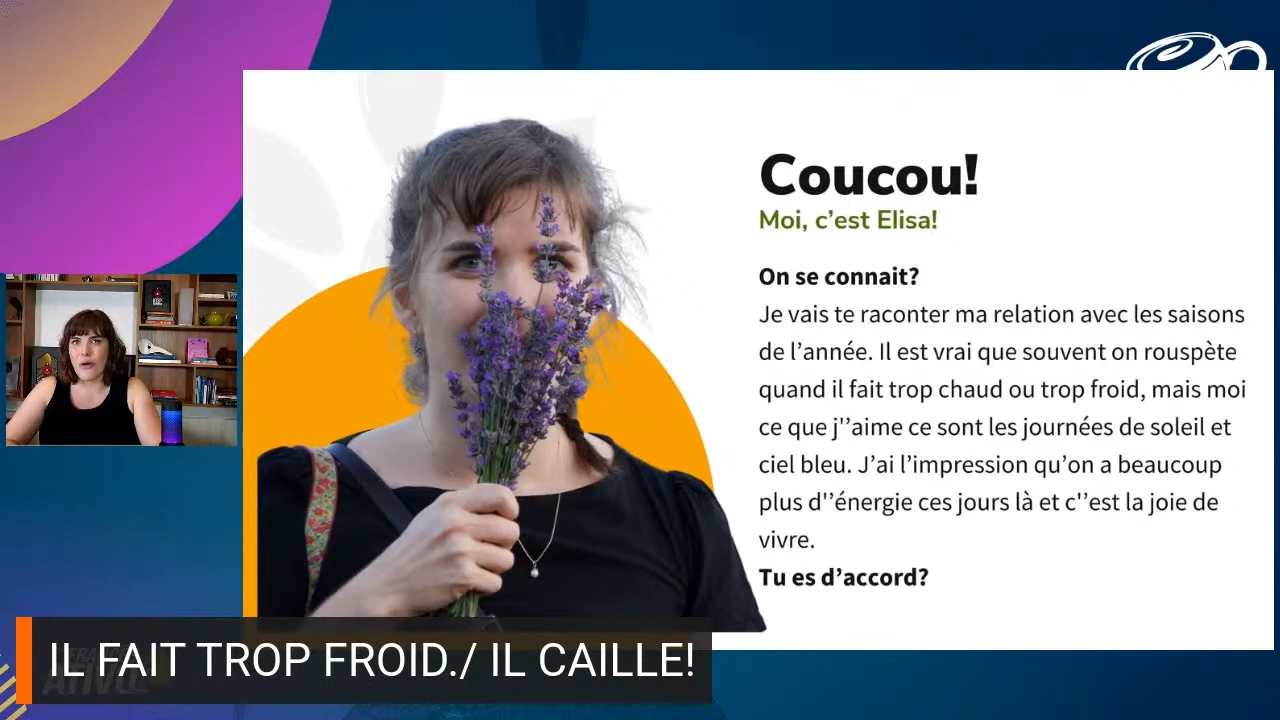 Coucou!
Moi, c’est Elisa!
On se connait?
Je vais te raconter ma relation avec les saisons
de l’année. Il est vrai que souvent on rouspète
quand il fait trop chaud ou trop froid, mais moi
ce que j'’aime ce sont les journées de soleil et
ciel bleu. J’ai l’impression qu’on a beaucoup
plus d'’énergie ces jours là et c'’est la joie de
vivre.
Tu es d’accord?
IL FAIT TROP FROID./ IL CAILLE!